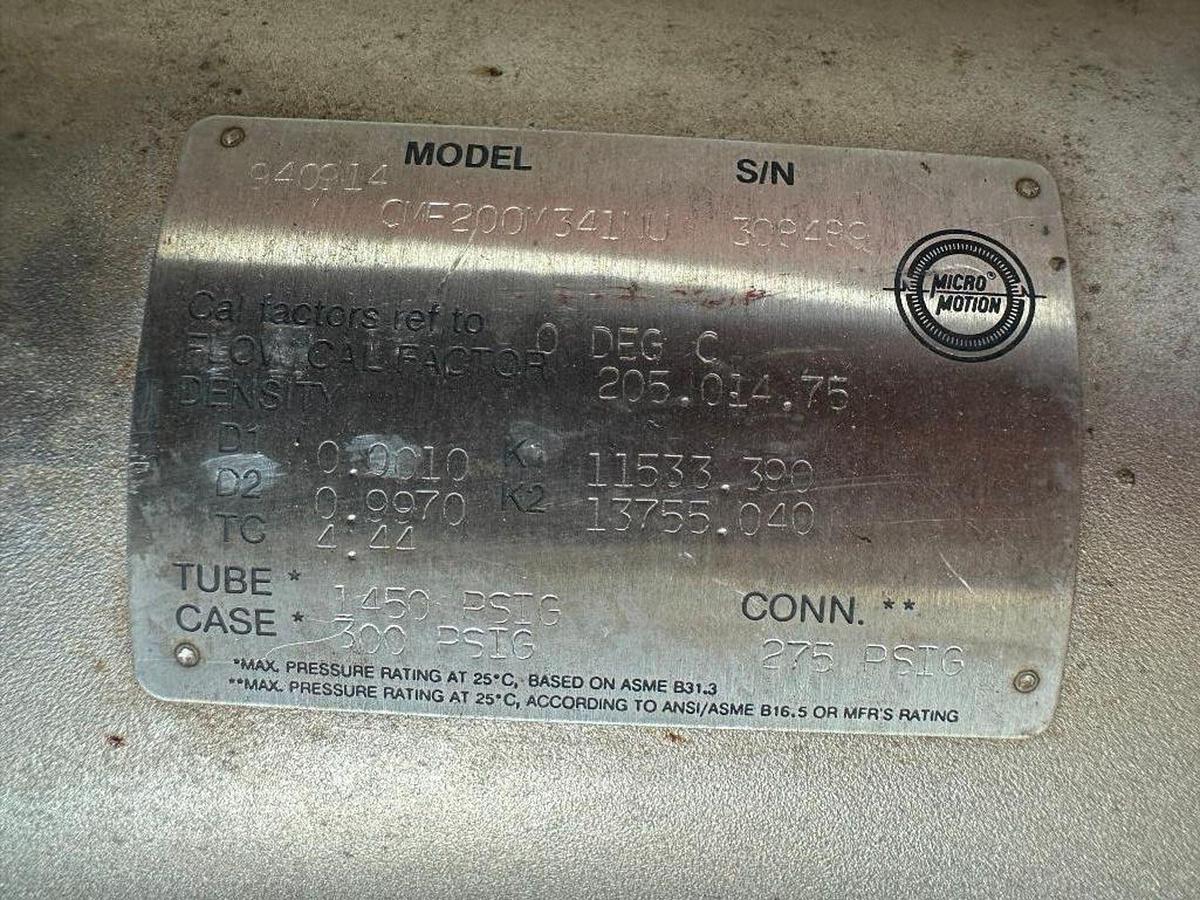 MODEL S/N
940914
CMF200M341NU 308489
MICRO®
MOTION
Cal factors ref to 0 DEG C
FLOW CAL FACTOR 205.014.75
DENSITY
D1 0.0010 K1 11533.390
D2 0.9970 K2 13755.040
TC 4.44
TUBE * 1450 PSIG CONN. **
CASE * 300 PSIG 275 PSIG
*MAX. PRESSURE RATING AT 25°C, BASED ON ASME B31.3
**MAX. PRESSURE RATING AT 25°C, ACCORDING TO ANSI/ASME B16.5 OR MFR'S RATING